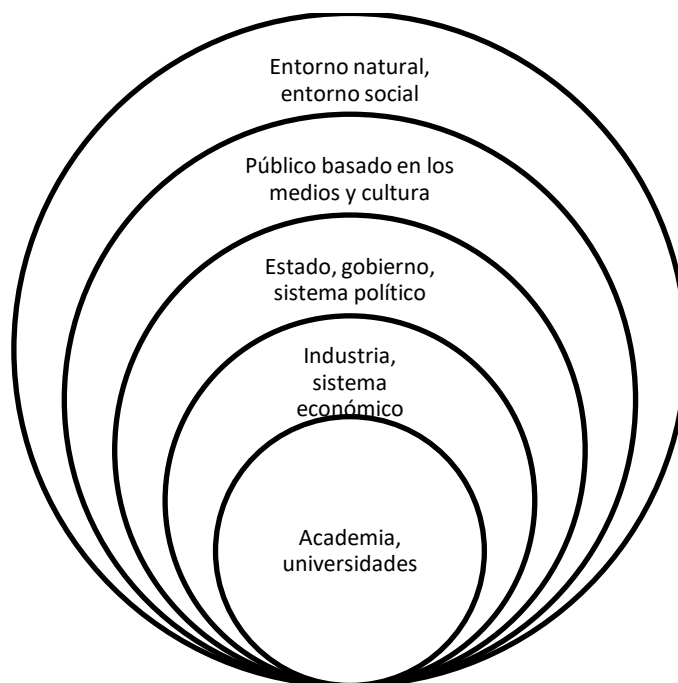 Entorno natural,
entorno social
Público basado en los
medios y cultura
Estado, gobierno,
sistema político
Industria,
sistema
económico
Academia,
universidades